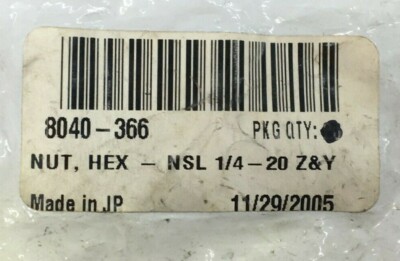 8040-366 PKG QTY:
NUT, HEX - NSL 1/4-20 Z&Y
Made in JP 11/29/2005